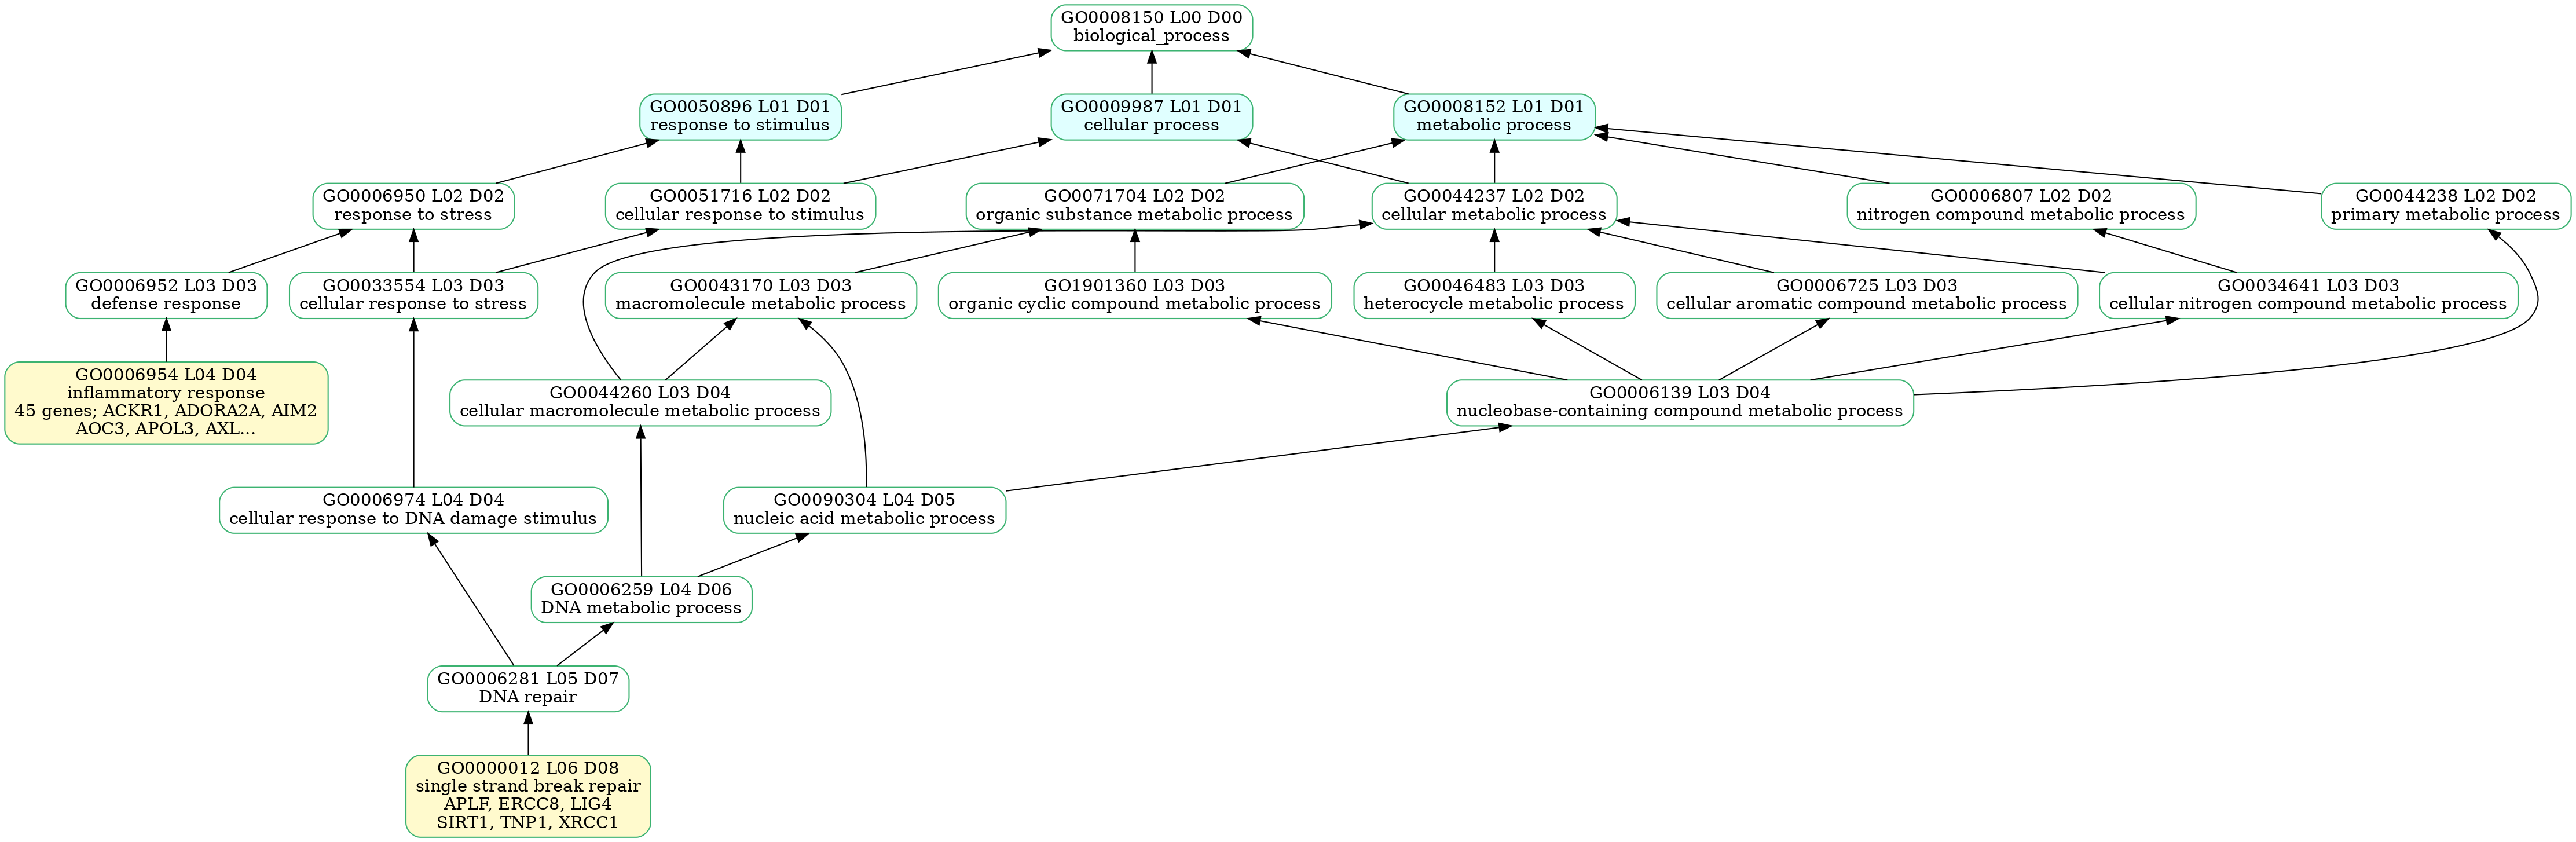 GO0008150 L00 D00
biological_process
GO0050896 L01 D01
response to stimulus
GO0009987 L01 D01
cellular process
GO0008152 L01 D01
metabolic process
GO0006950 L02 D02
response to stress
GO0051716 L02 D02
cellular response to stimulus
GO0071704 L02 D02
organic substance metabolic process
GO0044237 L02 D02
cellular metabolic process
GO0006807 L02 D02
nitrogen compound metabolic process
GO0044238 L02 D02
primary metabolic process
GO0006952 L03 D03
defense response
GO0033554 L03 D03
cellular response to stress
GO0043170 L03 D03
macromolecule metabolic process
GO1901360 L03 D03
organic cyclic compound metabolic process
GO0046483 L03 D03
heterocycle metabolic process
GO0006725 L03 D03
cellular aromatic compound metabolic process
GO0034641 L03 D03
cellular nitrogen compound metabolic process
GO0006954 L04 D04
inflammatory response
45 genes; ACKR1, ADORA2A, AIM2
AOC3, APOL3, AXL...
GO0044260 L03 D04
cellular macromolecule metabolic process
GO0006139 L03 D04
nucleobase-containing compound metabolic process
GO0006974 L04 D04
cellular response to DNA damage stimulus
GO0090304 L04 D05
nucleic acid metabolic process
GO0006259 L04 D06
DNA metabolic process
GO0006281 L05 D07
DNA repair
GO0000012 L06 D08
single strand break repair
APLF, ERCC8, LIG4
SIRT1, TNP1, XRCC1